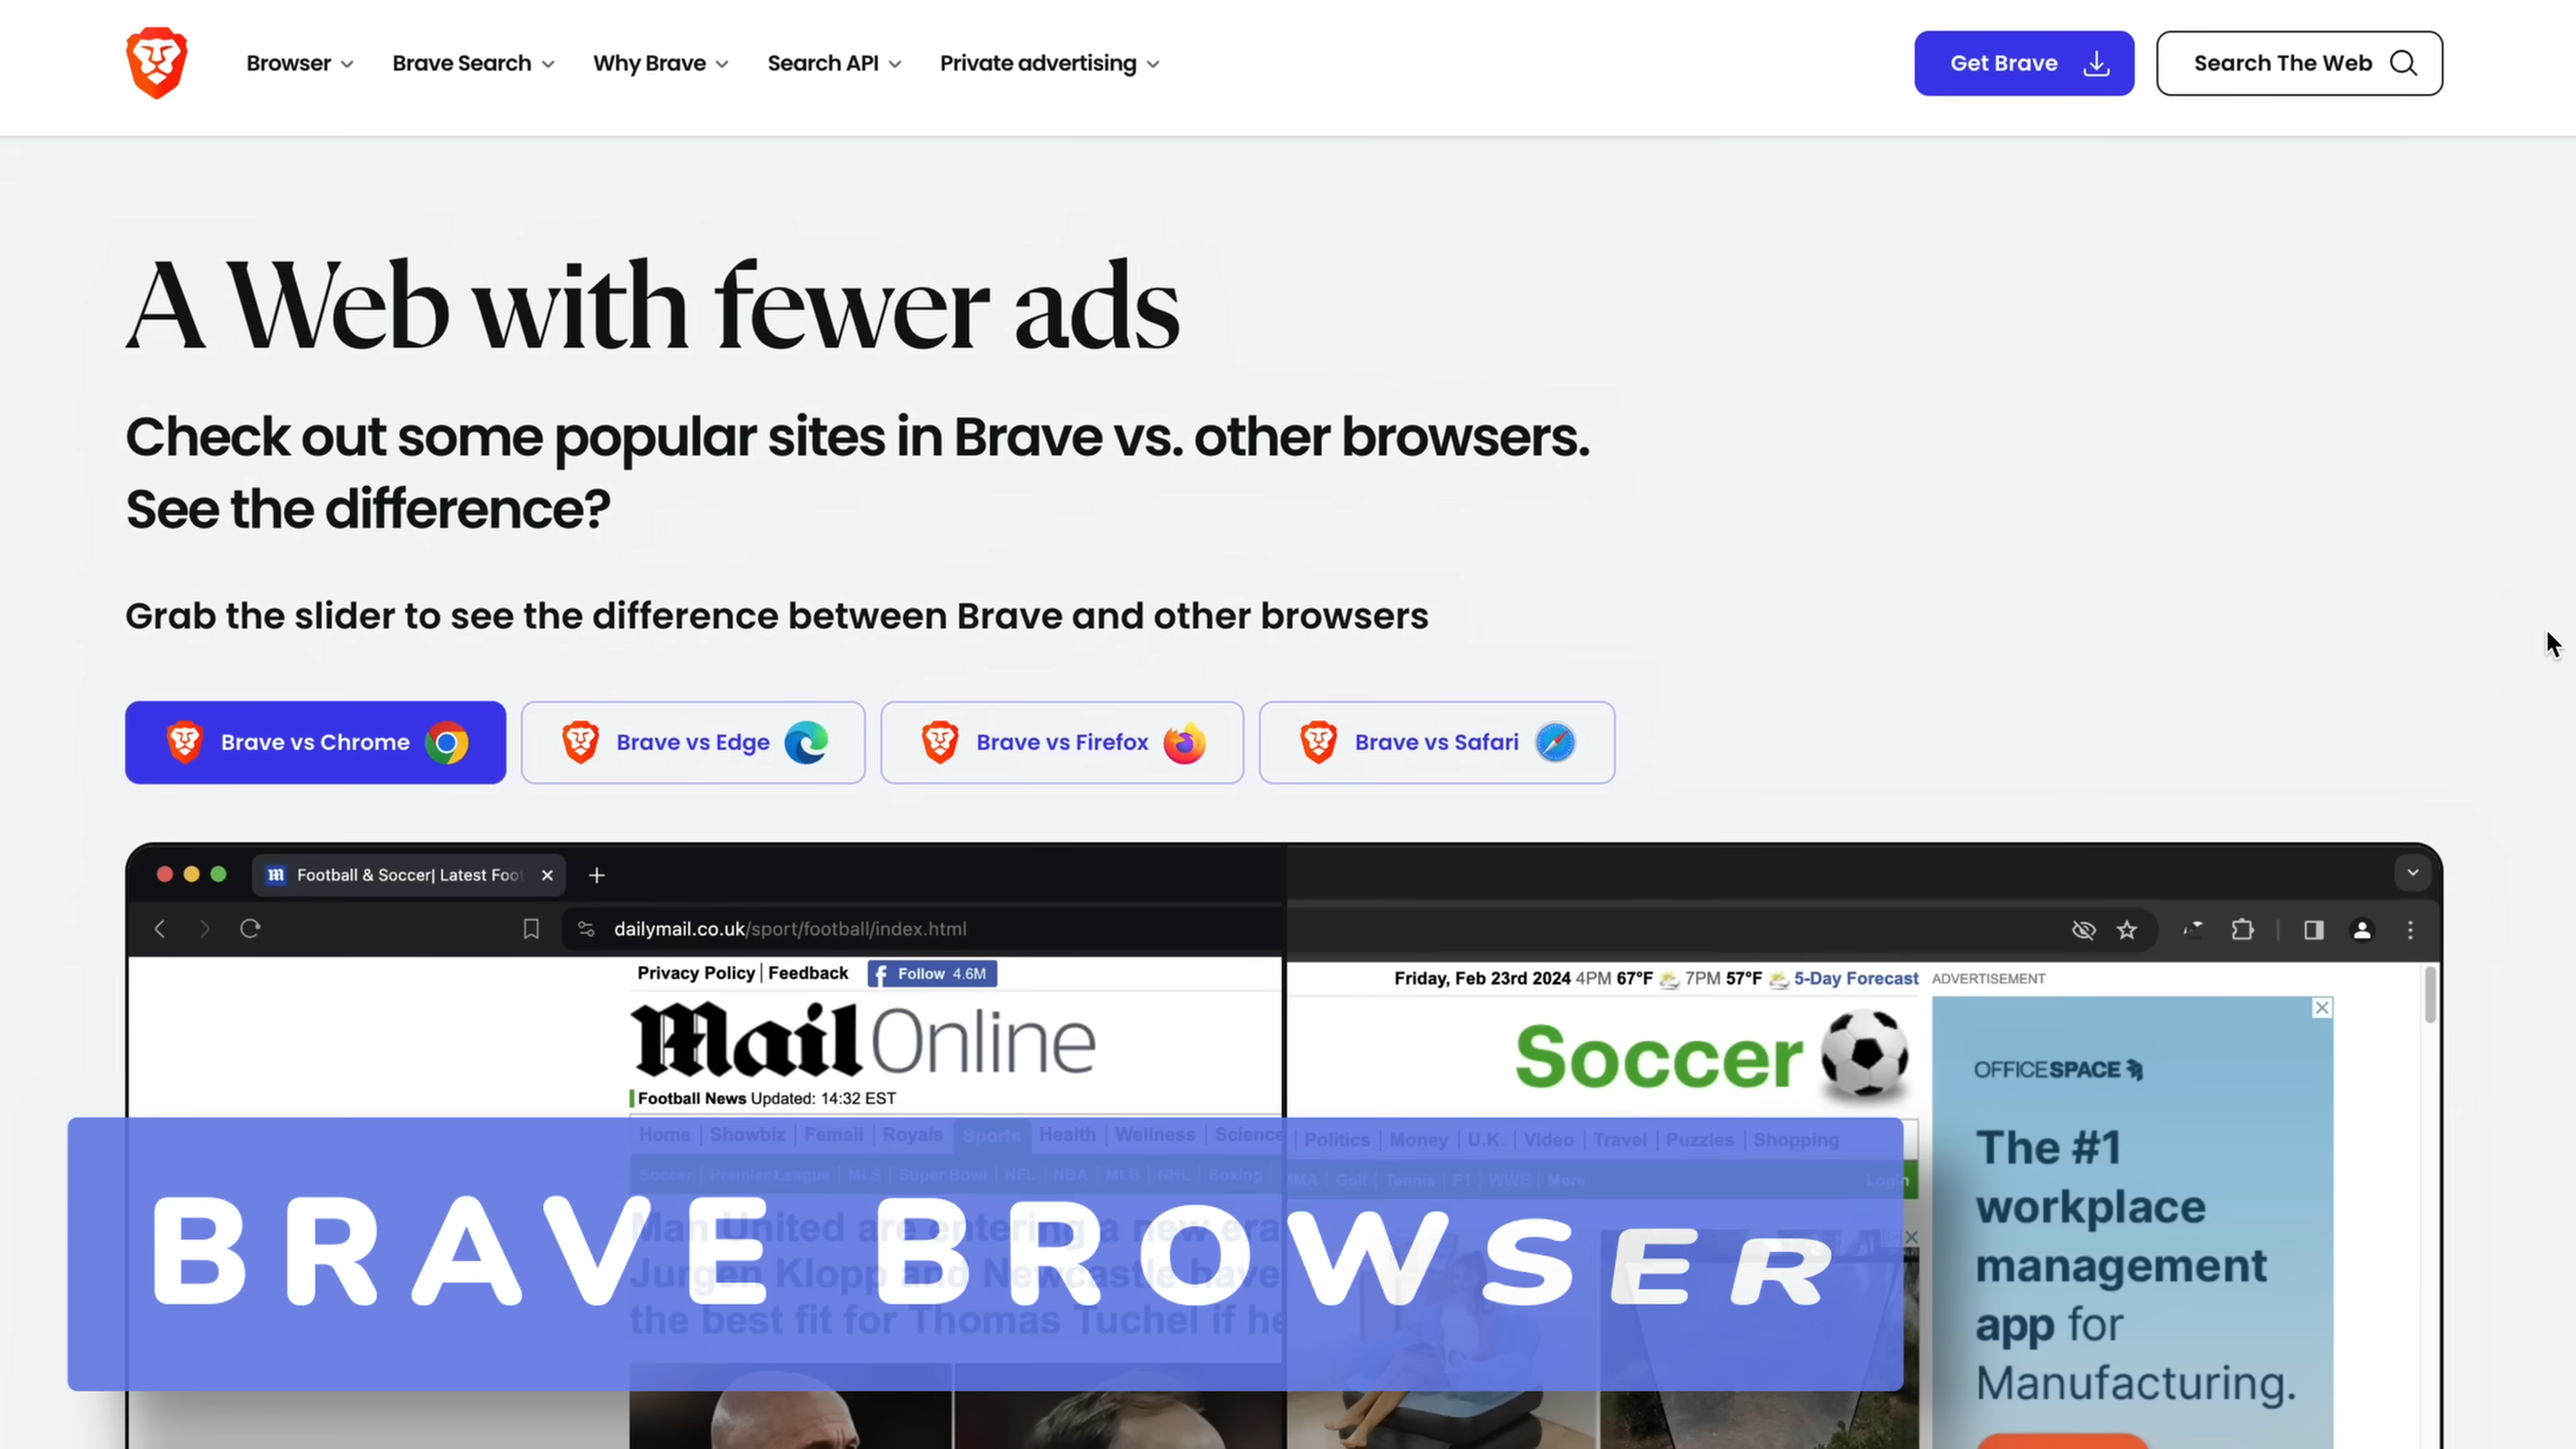 Browser Brave Search Why Brave Search API Private advertising Get Brave Search The Web
A Web with fewer ads
Check out some popular sites in Brave vs. other browsers.
See the difference?
Grab the slider to see the difference between Brave and other browsers
Brave vs Chrome Brave vs Edge Brave vs Firefox Brave vs Safari
Football & Soccer| Latest Foot
dailymail.co.uk/sport/football/index.html
Privacy Policy | Feedback f Follow 4.6M
Friday, Feb 23rd 2024 4PM 67°F 7PM 57°F 5-Day Forecast ADVERTISEMENT
Mail Online
Soccer
Football News Updated: 14:32 EST
Home | Showbiz | Femail | Royals Sports Health | Wellness | Science | Politics | Money | U.K. | Video | Travel | Puzzles | Shopping
Soccer | Premier League | MLS | Super Bowl | NFL | NBA | MLB | NHL | Boxing | MMA | Golf | Tennis | F1 | WWE | More Login
Man United are entering a new era
Jurgen Klopp and Newcastle have
the best fit for Thomas Tuchel if he
BRAVE BROWSER
OFFICESPACE
The #1
workplace
management
app for
Manufacturing.